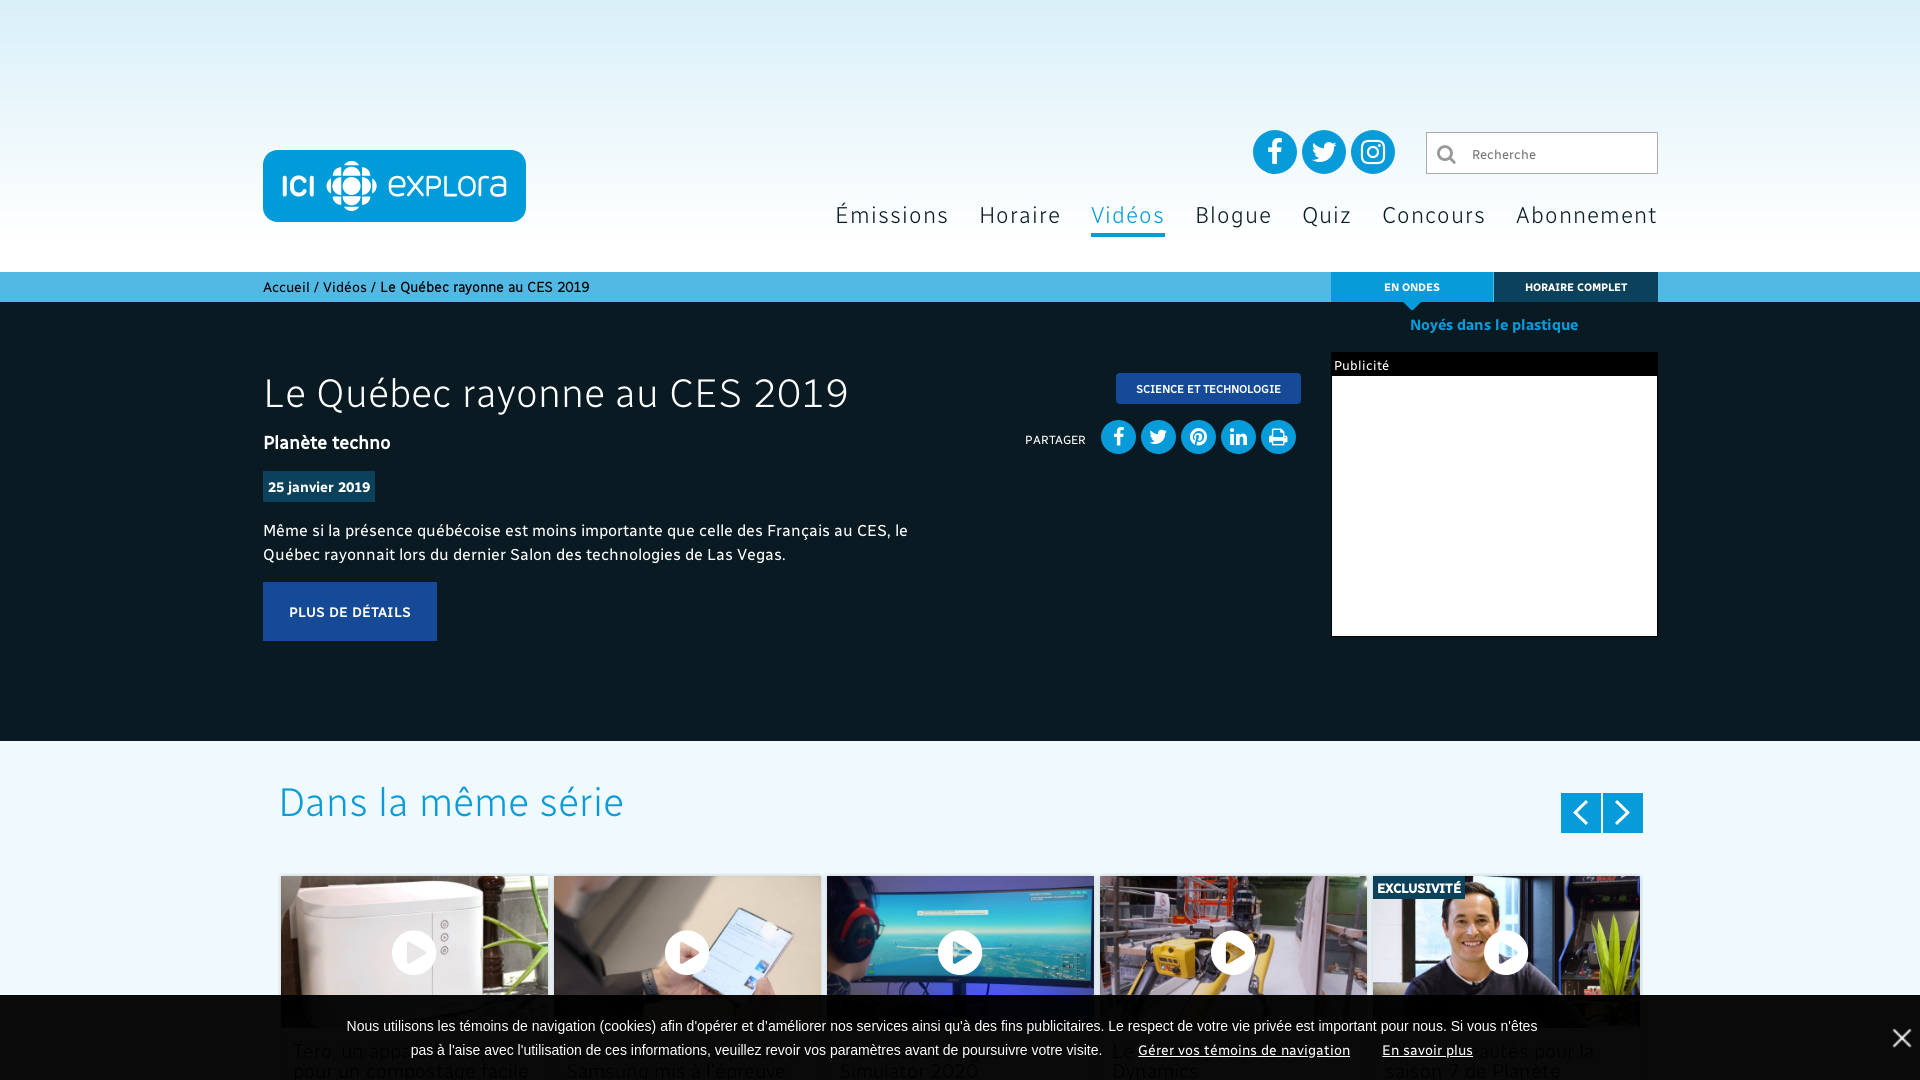 ICI explora
Recherche
Émissions Horaire Vidéos Blogue Quiz Concours Abonnement
Accueil / Vidéos / Le Québec rayonne au CES 2019
EN ONDES
HORAIRE COMPLET
Noyés dans le plastique
Publicité
Le Québec rayonne au CES 2019
SCIENCE ET TECHNOLOGIE
Planète techno
PARTAGER
25 janvier 2019
Même si la présence québécoise est moins importante que celle des Français au CES, le
Québec rayonnait lors du dernier Salon des technologies de Las Vegas.
PLUS DE DÉTAILS
Dans la même série
EXCLUSIVITÉ
Nous utilisons les témoins de navigation (cookies) afin d'opérer et d’améliorer nos services ainsi qu'à des fins publicitaires. Le respect de votre vie privée est important pour nous. Si vous n'êtes
pas à l'aise avec l'utilisation de ces informations, veuillez revoir vos paramètres avant de poursuivre votre visite. Gérer vos témoins de navigation En savoir plus
Tero, un
pour un compostage facile
Samsung mis à l'épreuve
Simulator 2020
Dynamics
pour la
saison 7 de Planète